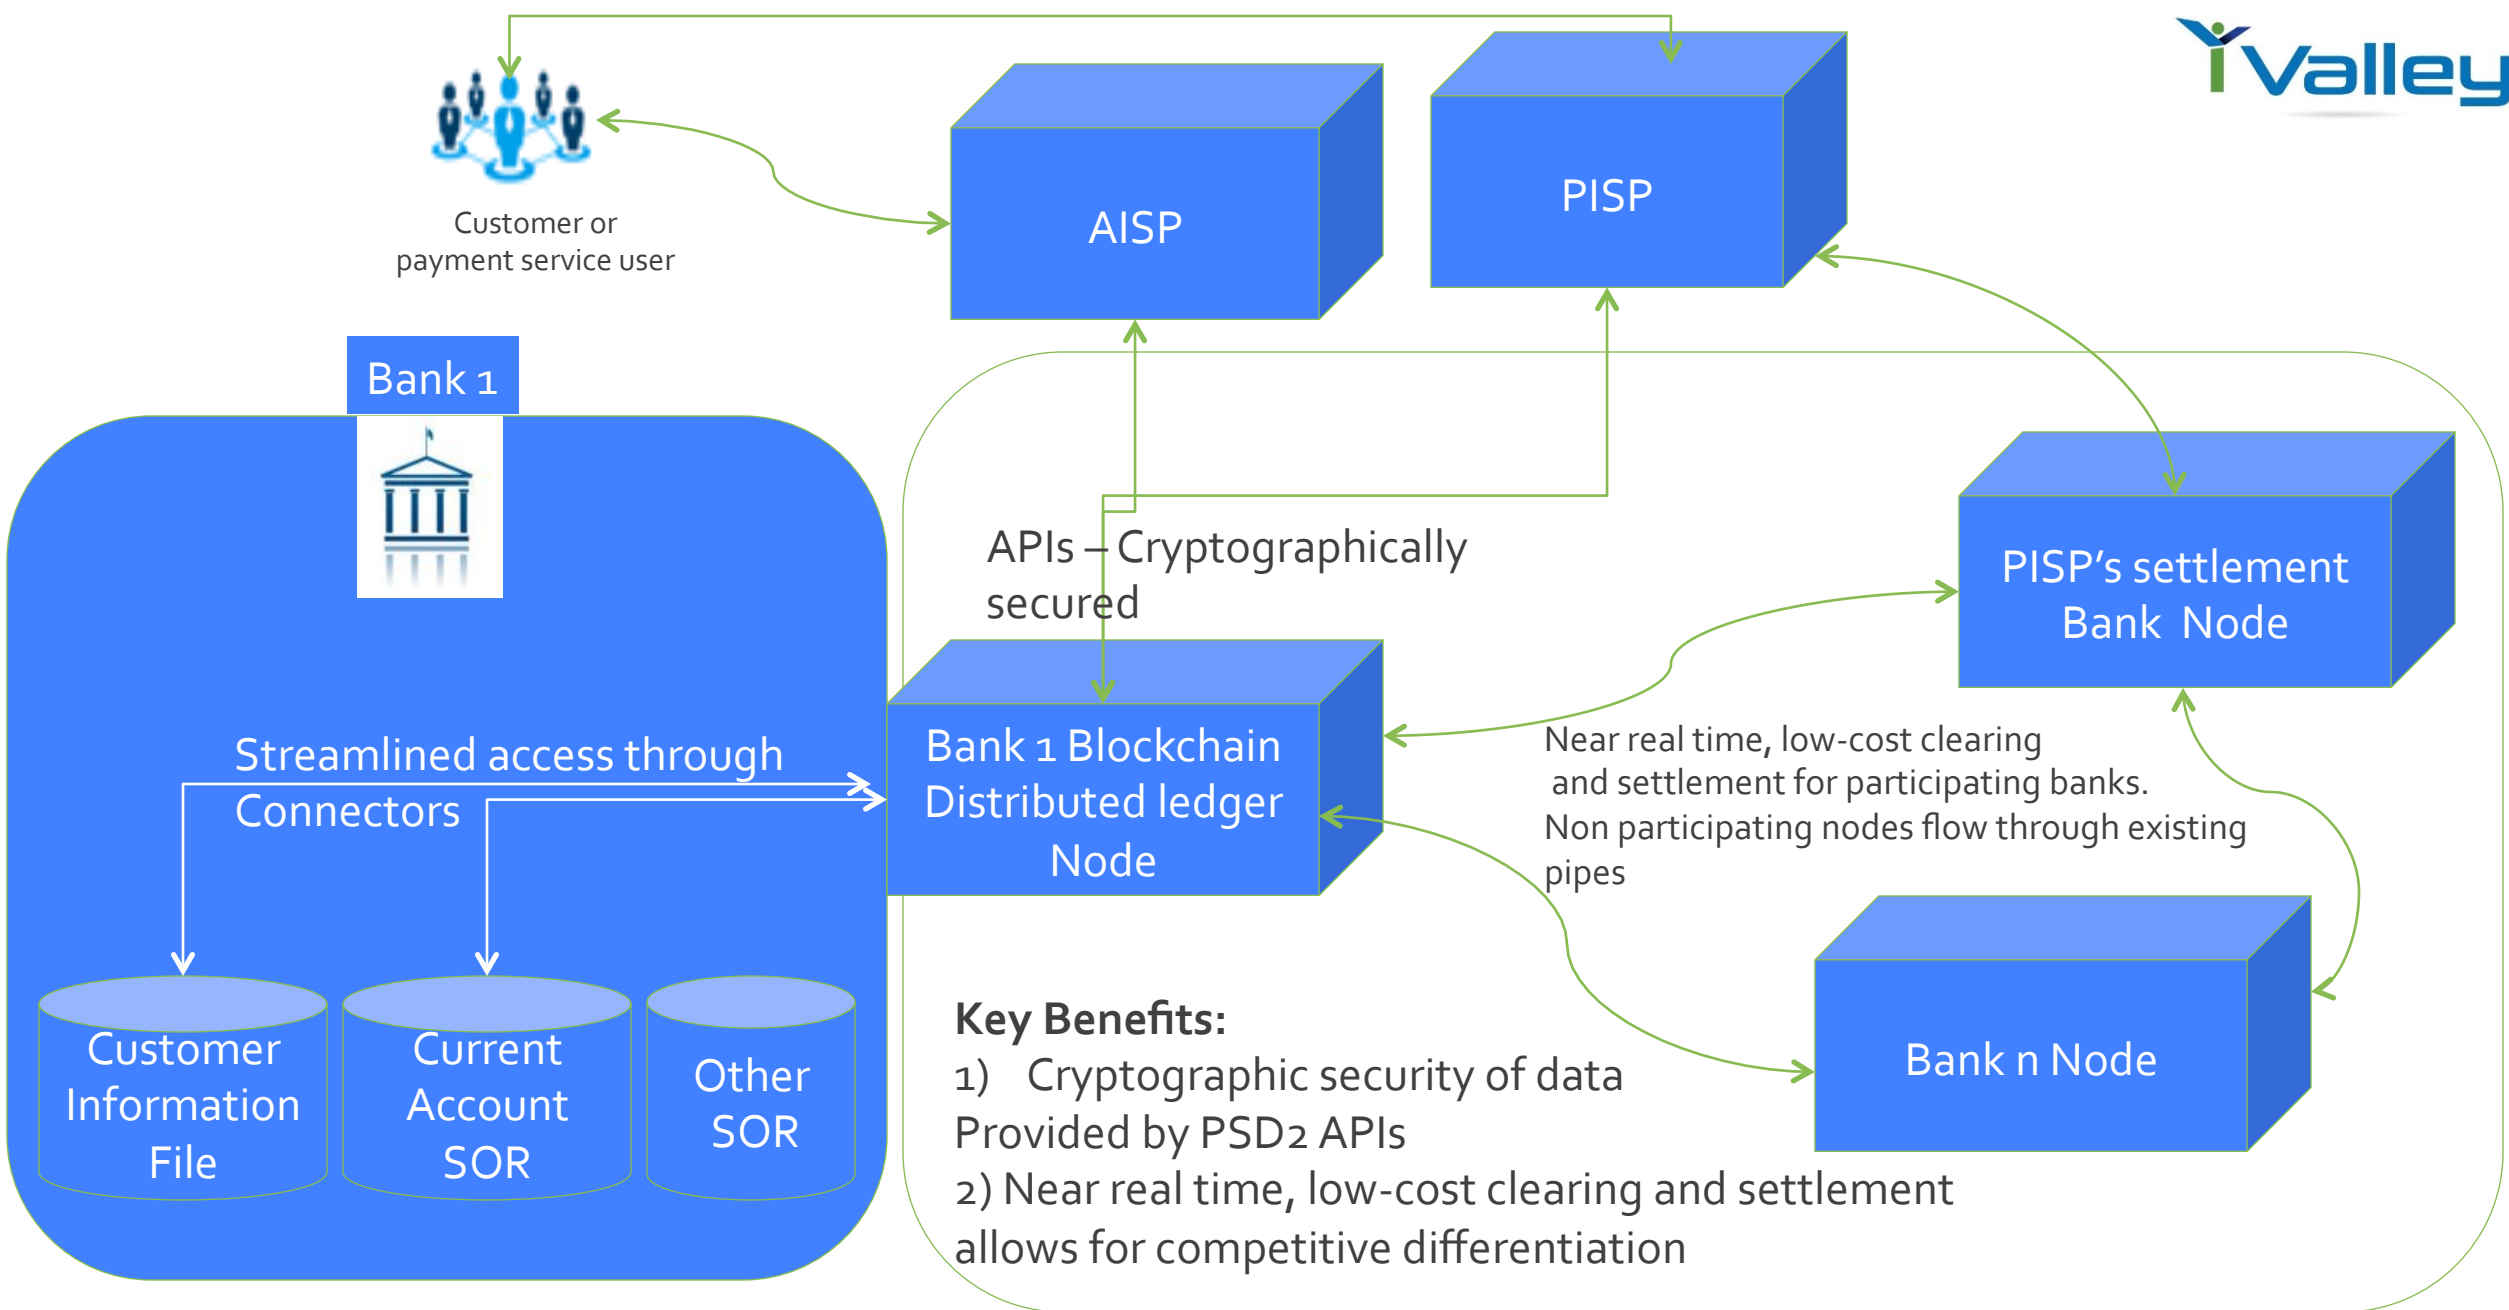 iValley
Customer or
payment service user
AISP
PISP
Bank 1
APIs – Cryptographically
secured
PISP’s settlement
Bank Node
Streamlined access through
Connectors
Bank 1 Blockchain
Distributed ledger
Node
Near real time, low-cost clearing
and settlement for participating banks.
Non participating nodes flow through existing
pipes
Customer
Information
File
Current
Account
SOR
Other
SOR
Bank n Node
Key Benefits:
1) Cryptographic security of data
Provided by PSD2 APIs
2) Near real time, low-cost clearing and settlement
allows for competitive differentiation